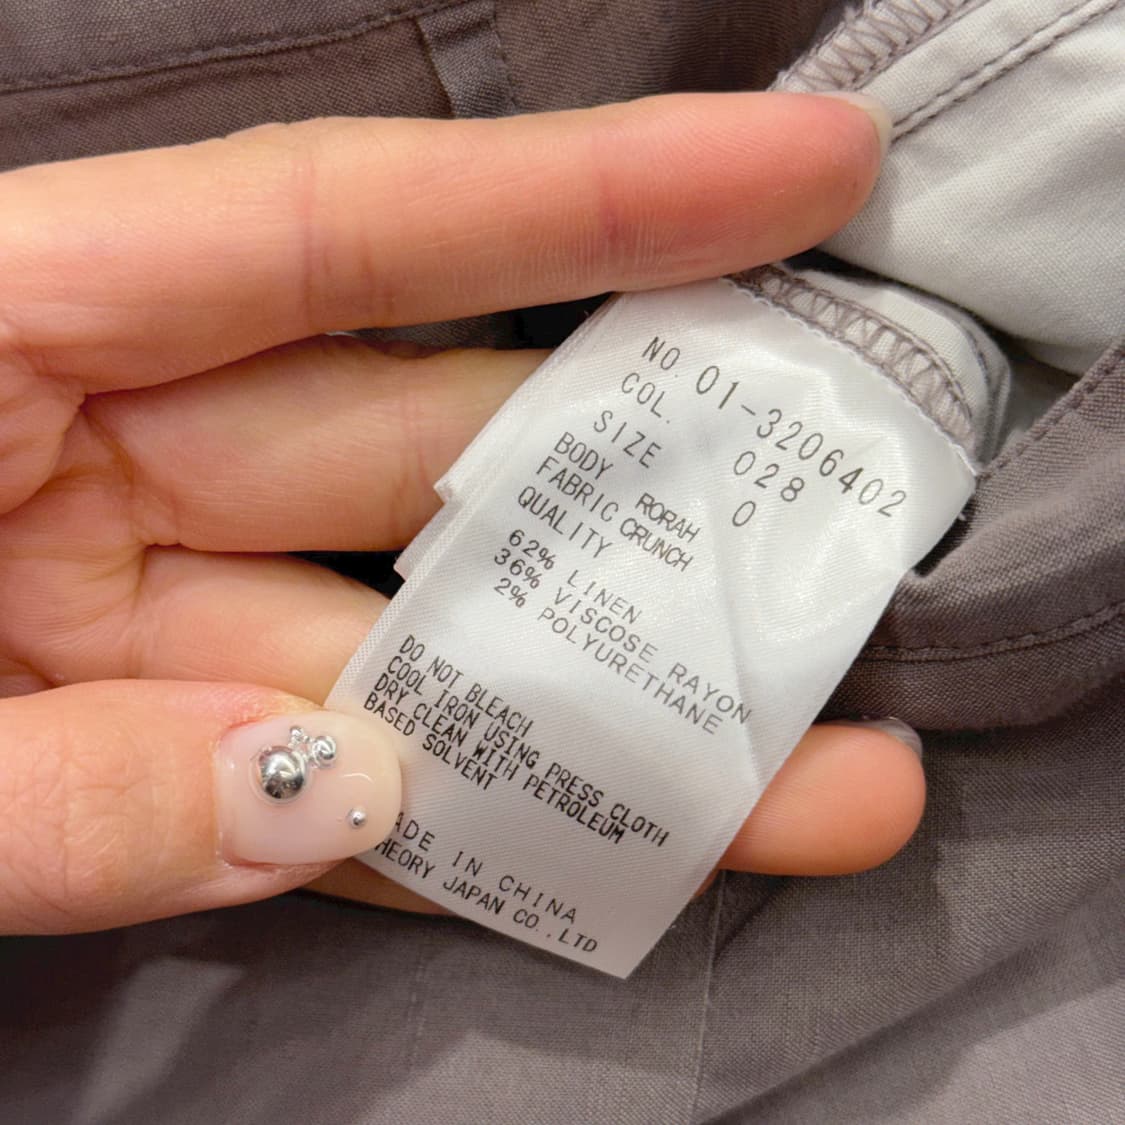 NO. 01-3206402
COL. 028
SIZE 0
BODY RORAH
FABRIC CRUNCH
QUALITY
62% LINEN
36% VISCOSE RAYON
2% POLYURETHANE
DO NOT BLEACH
COOL IRON USING PRESS CLOTH
DRY CLEAN WITH PETROLEUM
BASED SOLVENT
ADE IN CHINA
HEORY JAPAN CO.,LTD